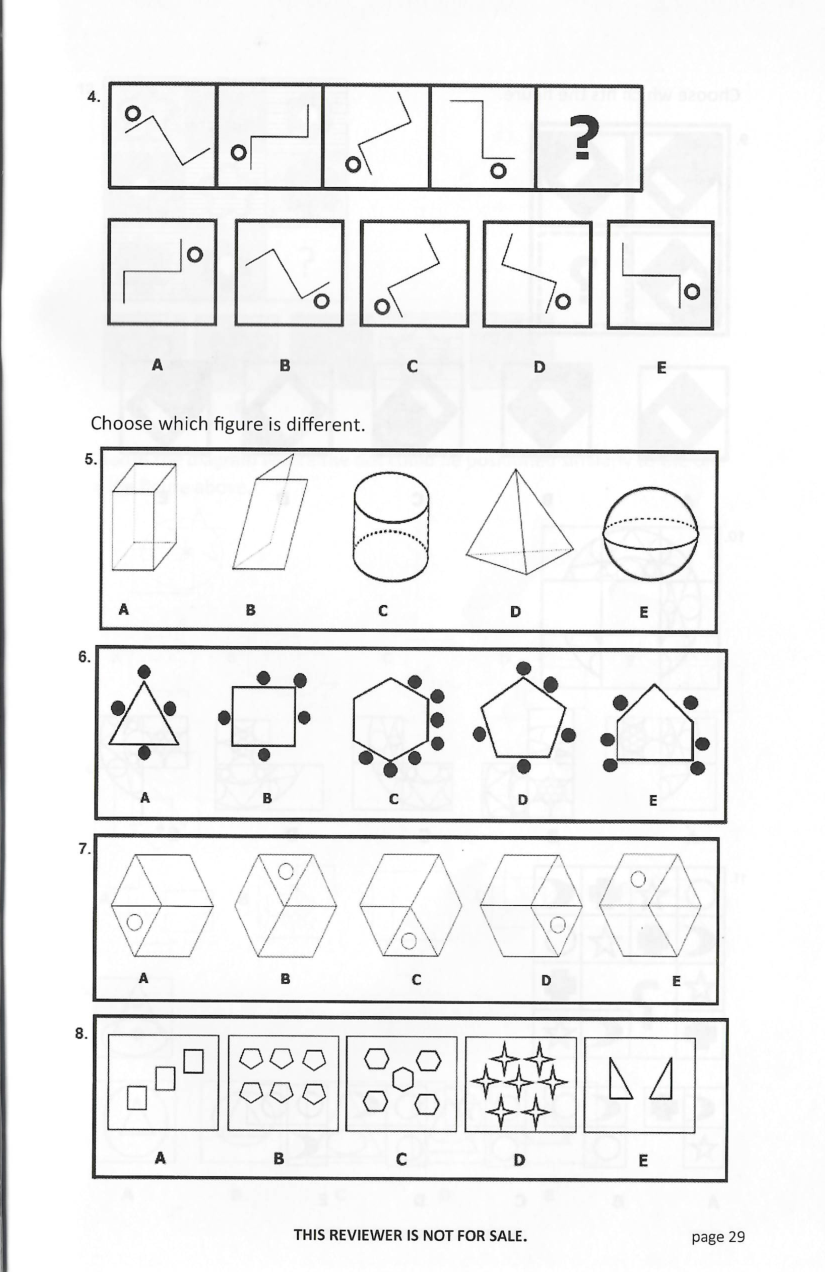 4.
?
A B C D E
Choose which figure is different.
5.
A B C D E
6.
A B C D E
7.
A B C D E
8.
A B C D E
THIS REVIEWER IS NOT FOR SALE. page 29